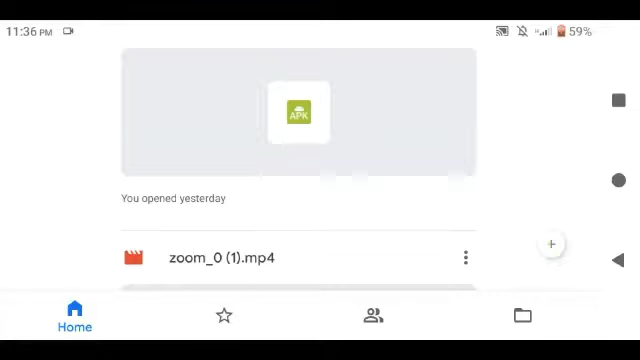 11:36 PM
59%
APK
You opened yesterday
zoom_0 (1).mp4
Home